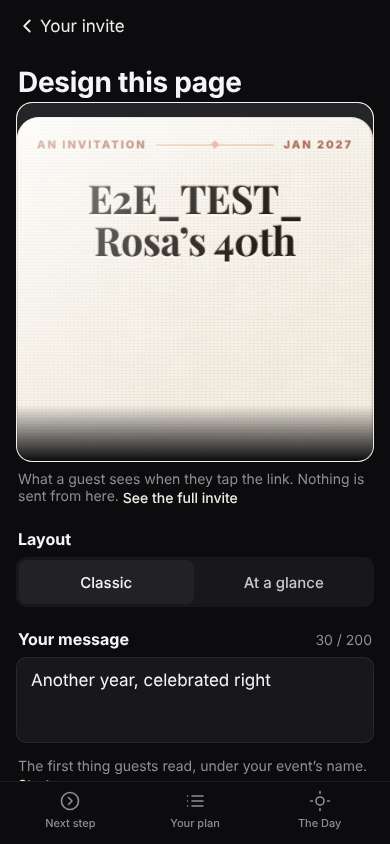 Your invite
Design this page
AN INVITATION
JAN 2027
E2E_TEST_
Rosa’s 40th
What a guest sees when they tap the link. Nothing is
sent from here. See the full invite
Layout
Classic
At a glance
Your message
30 / 200
Another year, celebrated right
The first thing guests read, under your event’s name.
Next step
Your plan
The Day